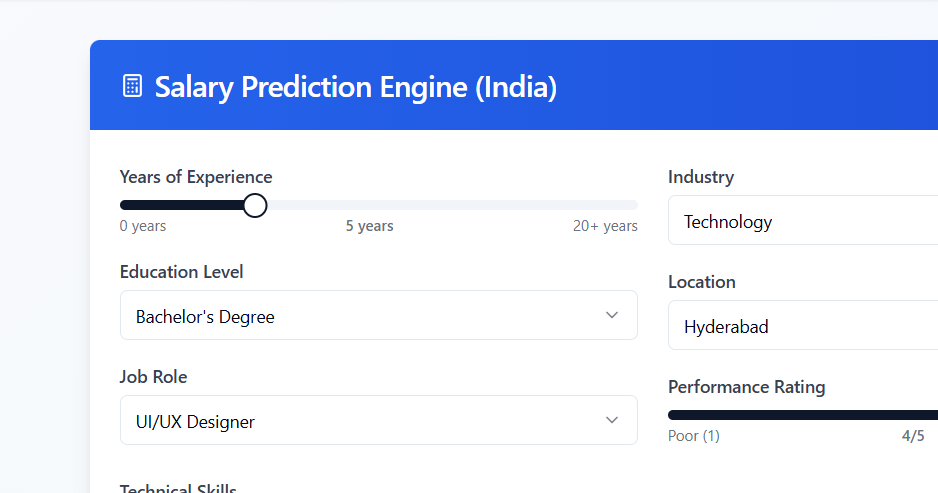 Salary Prediction Engine (India)
Years of Experience
0 years 5 years 20+ years
Education Level
Bachelor's Degree
Job Role
UI/UX Designer
Technical Skills
Industry
Technology
Location
Hyderabad
Performance Rating
Poor (1) 4/5